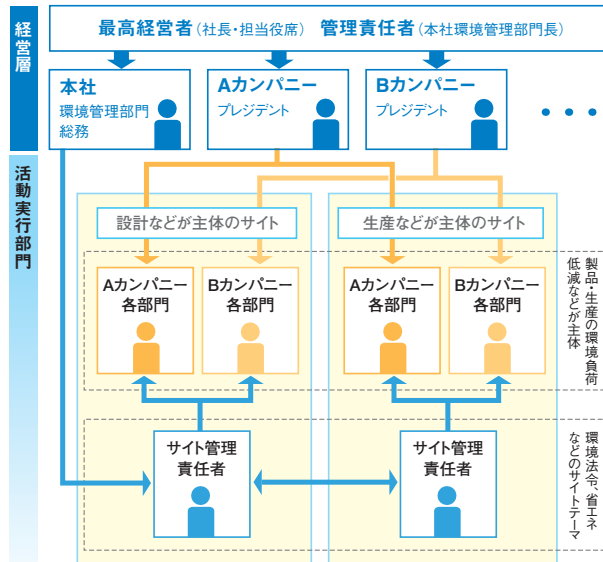 経営層
最高経営者(社長・担当役席) 管理責任者(本社環境管理部門長)
本社
環境管理部門
総務
Aカンパニー
プレジデント
Bカンパニー
プレジデント
・・・
活動実行部門
設計などが主体のサイト
生産などが主体のサイト
Aカンパニー
各部門
Bカンパニー
各部門
Aカンパニー
各部門
Bカンパニー
各部門
製品・生産の環境負荷
低減などが主体
サイト管理
責任者
サイト管理
責任者
環境法令、省エネ
などのサイトテーマ